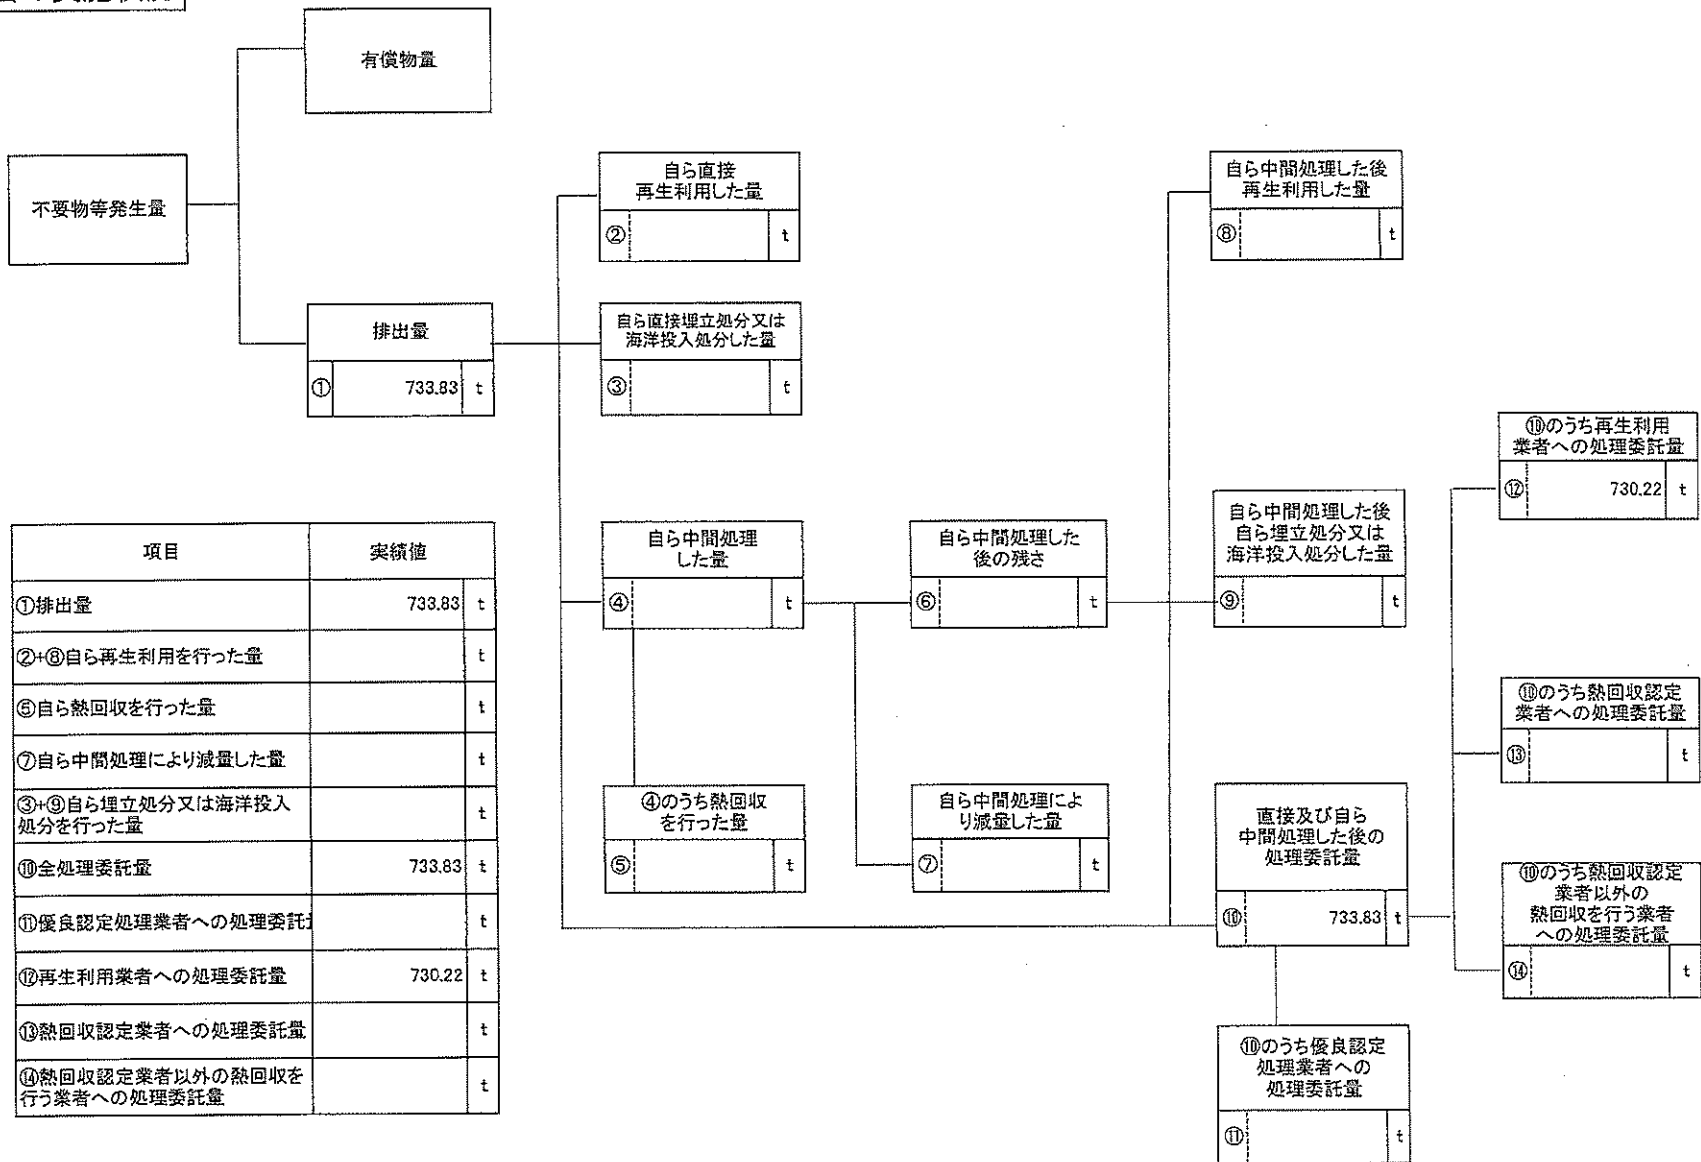 有償物量
不要物等発生量
排出量
① 733.83 t
自ら直接
再生利用した量
② t
自ら直接埋立処分又は
海洋投入処分した量
③ t
自ら中間処理
した量
④ t
④のうち熱回収
を行った量
⑤ t
自ら中間処理した
後の残さ
⑥ t
自ら中間処理によ
り減量した量
⑦ t
自ら中間処理した後
再生利用した量
⑧ t
自ら中間処理した後
自ら埋立処分又は
海洋投入処分した量
⑨ t
直接及び自ら
中間処理した後の
処理委託量
⑩ 733.83 t
⑩のうち優良認定
処理業者への
処理委託量
⑪ t
⑩のうち再生利用
業者への処理委託量
⑫ 730.22 t
⑩のうち熱回収認定
業者への処理委託量
⑬ t
⑩のうち熱回収認定
業者以外の
熱回収を行う業者
への処理委託量
⑭ t
項目 実績値
①排出量 733.83 t
②+⑧自ら再生利用を行った量 t
⑤自ら熱回収を行った量 t
⑦自ら中間処理により減量した量 t
③+⑨自ら埋立処分又は海洋投入
処分を行った量 t
⑩全処理委託量 733.83 t
⑪優良認定処理業者への処理委託 t
⑫再生利用業者への処理委託量 730.22 t
⑬熱回収認定業者への処理委託量 t
⑭熱回収認定業者以外の熱回収を
行う業者への処理委託量 t